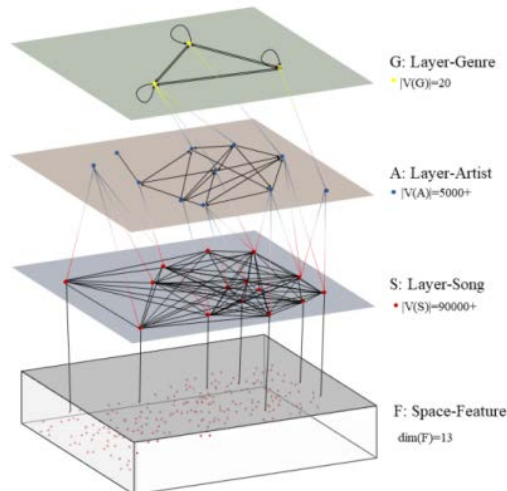 G: Layer-Genre
|V(G)|=20
A: Layer-Artist
|V(A)|=5000+
S: Layer-Song
|V(S)|=90000+
F: Space-Feature
dim(F)=13